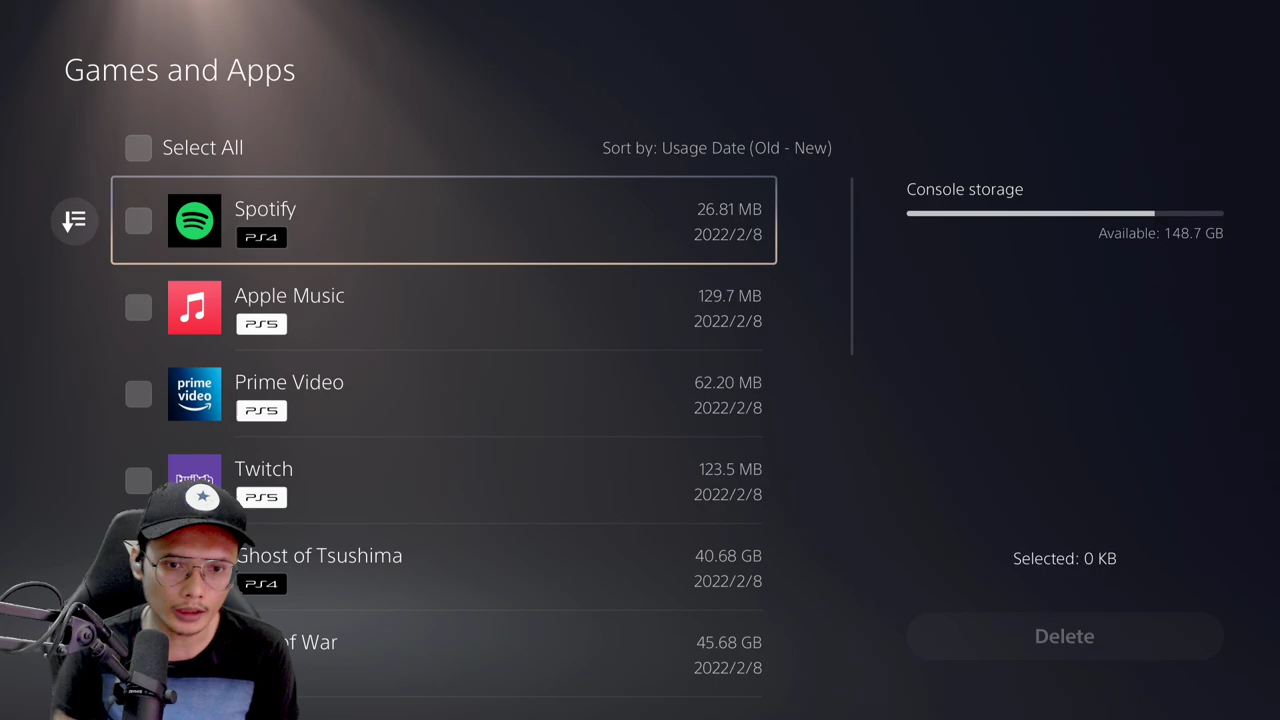 Games and Apps
Select All
Sort by: Usage Date (Old - New)
Spotify
26.81 MB
PS4
2022/2/8
Apple Music
129.7 MB
PS5
2022/2/8
prime video
Prime Video
62.20 MB
PS5
2022/2/8
twitch
Twitch
123.5 MB
PS5
2022/2/8
Ghost of Tsushima
40.68 GB
PS4
2022/2/8
of War
45.68 GB
2022/2/8
Console storage
Available: 148.7 GB
Selected: 0 KB
Delete